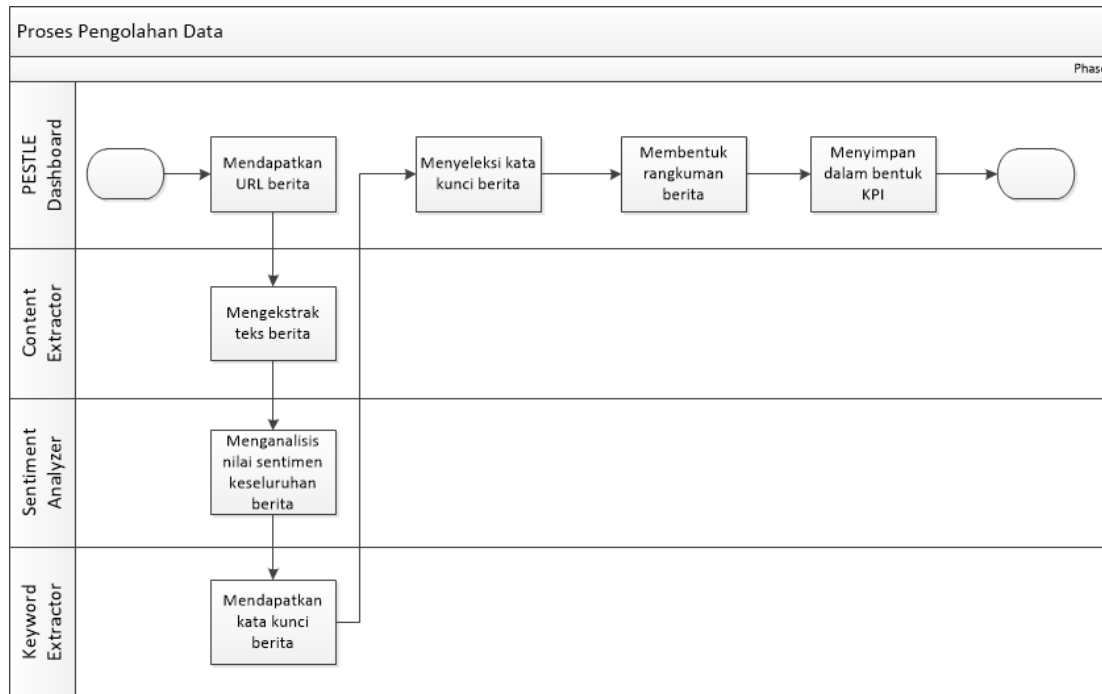 Proses Pengolahan Data
Phase
PESTLE
Dashboard
Mendapatkan
URL berita
Menyeleksi kata
kunci berita
Membentuk
rangkuman
berita
Menyimpan
dalam bentuk
KPI
Content
Extractor
Mengekstrak
teks berita
Sentiment
Analyzer
Menganalisis
nilai sentimen
keseluruhan
berita
Keyword
Extractor
Mendapatkan
kata kunci
berita